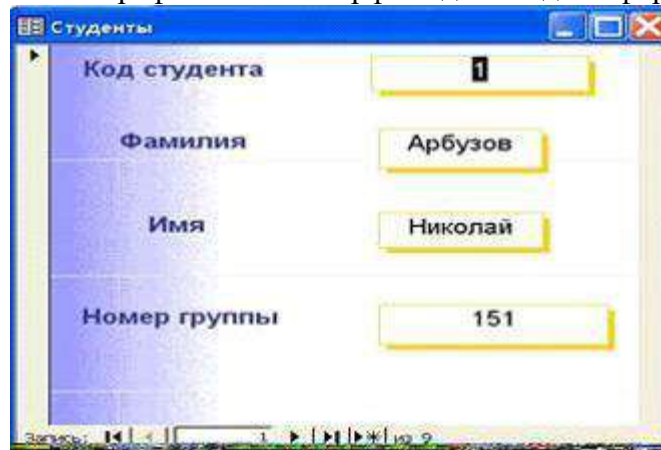 Студенты
Код студента 1
Фамилия Арбузов
Имя Николай
Номер группы 151
Запись: 1 из 9